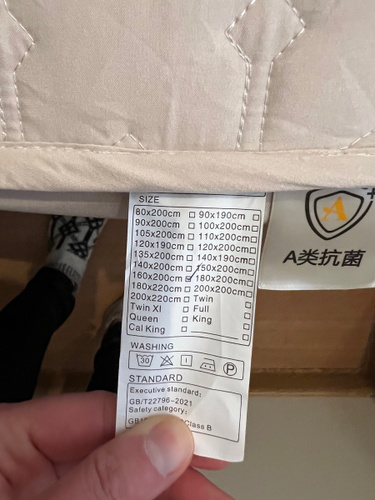 SIZE
80x200cm □ 90x190cm □
90x200cm □ 100x200cm □
105x200cm □ 110x200cm □
120x190cm □ 120x200cm □
135x200cm □ 140x190cm □
140x200cm □ 150x200cm □
160x200cm ☑ 180x200cm □
180x220cm □ 200x200cm □
200x220cm □ Twin □
Twin Xl □ Full □
Queen □ King □
Cal King □ □
WASHING
30 P
STANDARD
Executive standard:
GB/T22796-2021
Safety category:
Class B
A
A类抗菌